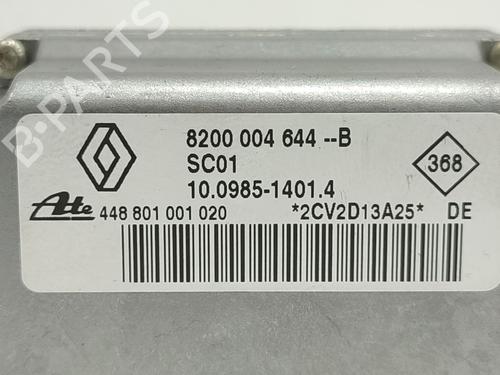 B-PARTS
8200 004 644 --B
SC01
368
10.0985-1401.4
Ate 448 801 001 020 *2CV2D13A25* DE